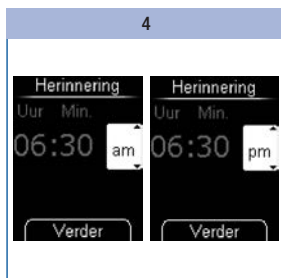 4
Herinnering
Uur Min.
06:30 am
Verder
Herinnering
Uur Min.
06:30 pm
Verder